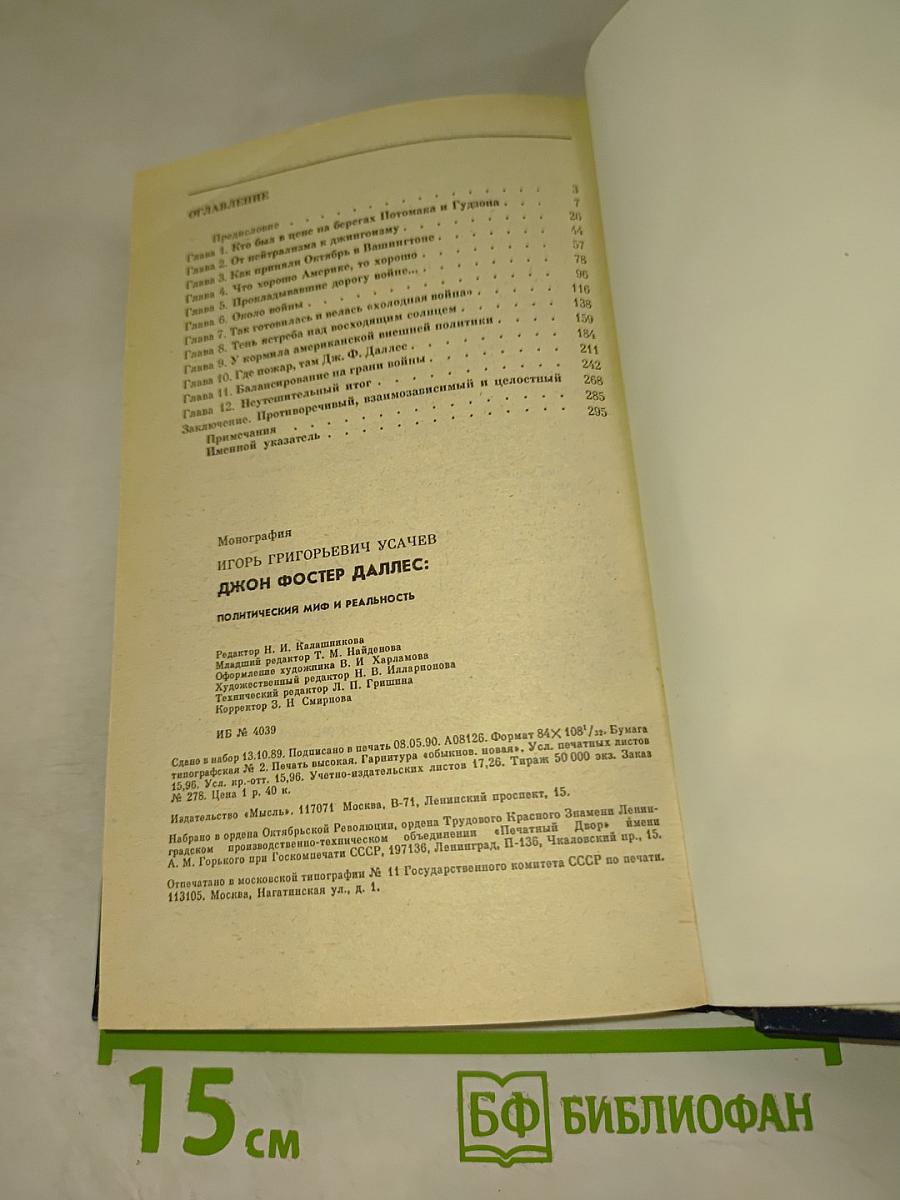 ОГЛАВЛЕНИЕ
Предисловие . . . . . . . . . . . . . . . . 3
Глава 1. Кто был в цене на берегах Потомака и Гудзона . . . 7
Глава 2. От нейтрализма к джингоизму . . . . . . . . 26
Глава 3. Как приняли Октябрь в Вашингтоне . . . . . . 44
Глава 4. Что хорошо Америке, то хорошо . . . . . . . 57
Глава 5. Прокладывавшие дорогу войне... . . . . . . . 78
Глава 6. Около войны . . . . . . . . . . . . . 96
Глава 7. Так готовилась и велась «холодная война» . . . . 116
Глава 8. Тень ястреба над восходящим солнцем . . . . . 138
Глава 9. У кормила американской внешней политики . . . . 159
Глава 10. Где пожар, там Дж. Ф. Даллес . . . . . . . . 184
Глава 11. Балансирование на грани войны . . . . . . . 211
Глава 12. Неутешительный итог . . . . . . . . . . 242
Заключение. Противоречивый, взаимозависимый и целостный 268
Примечания . . . . . . . . . . . . . . . 285
Именной указатель . . . . . . . . . . . . . 295
Монография
ИГОРЬ ГРИГОРЬЕВИЧ УСАЧЕВ
ДЖОН ФОСТЕР ДАЛЛЕС:
ПОЛИТИЧЕСКИЙ МИФ И РЕАЛЬНОСТЬ
Редактор Н. И. Калашникова
Младший редактор Т. М. Найденова
Оформление художника В. И Харламова
Художественный редактор Н. В. Илларионова
Технический редактор Л. П. Гришина
Корректор З. Н Смирнова
ИБ № 4039
Сдано в набор 13.10.89. Подписано в печать 08.05.90. А08126. Формат 84×108¹/₃₂. Бумага
типографская № 2. Печать высокая. Гарнитура «обыкнов. новая». Усл. печатных листов
15,96. Усл. кр.-отт. 15,96. Учетно-издательских листов 17,26. Тираж 50 000 экз. Заказ
№ 278. Цена 1 р. 40 к.
Издательство «Мысль». 117071 Москва, В-71, Ленинский проспект, 15.
Набрано в ордена Октябрьской Революции, ордена Трудового Красного Знамени Ленин-
градском производственно-техническом объединении «Печатный Двор» имени
А. М. Горького при Госкомпечати СССР, 197136, Ленинград, П-136, Чкаловский пр., 15.
Отпечатано в московской типографии № 11 Государственного комитета СССР по печати.
113105. Москва, Нагатинская ул., д. 1.
15 см
БФ БИБЛИОФАН